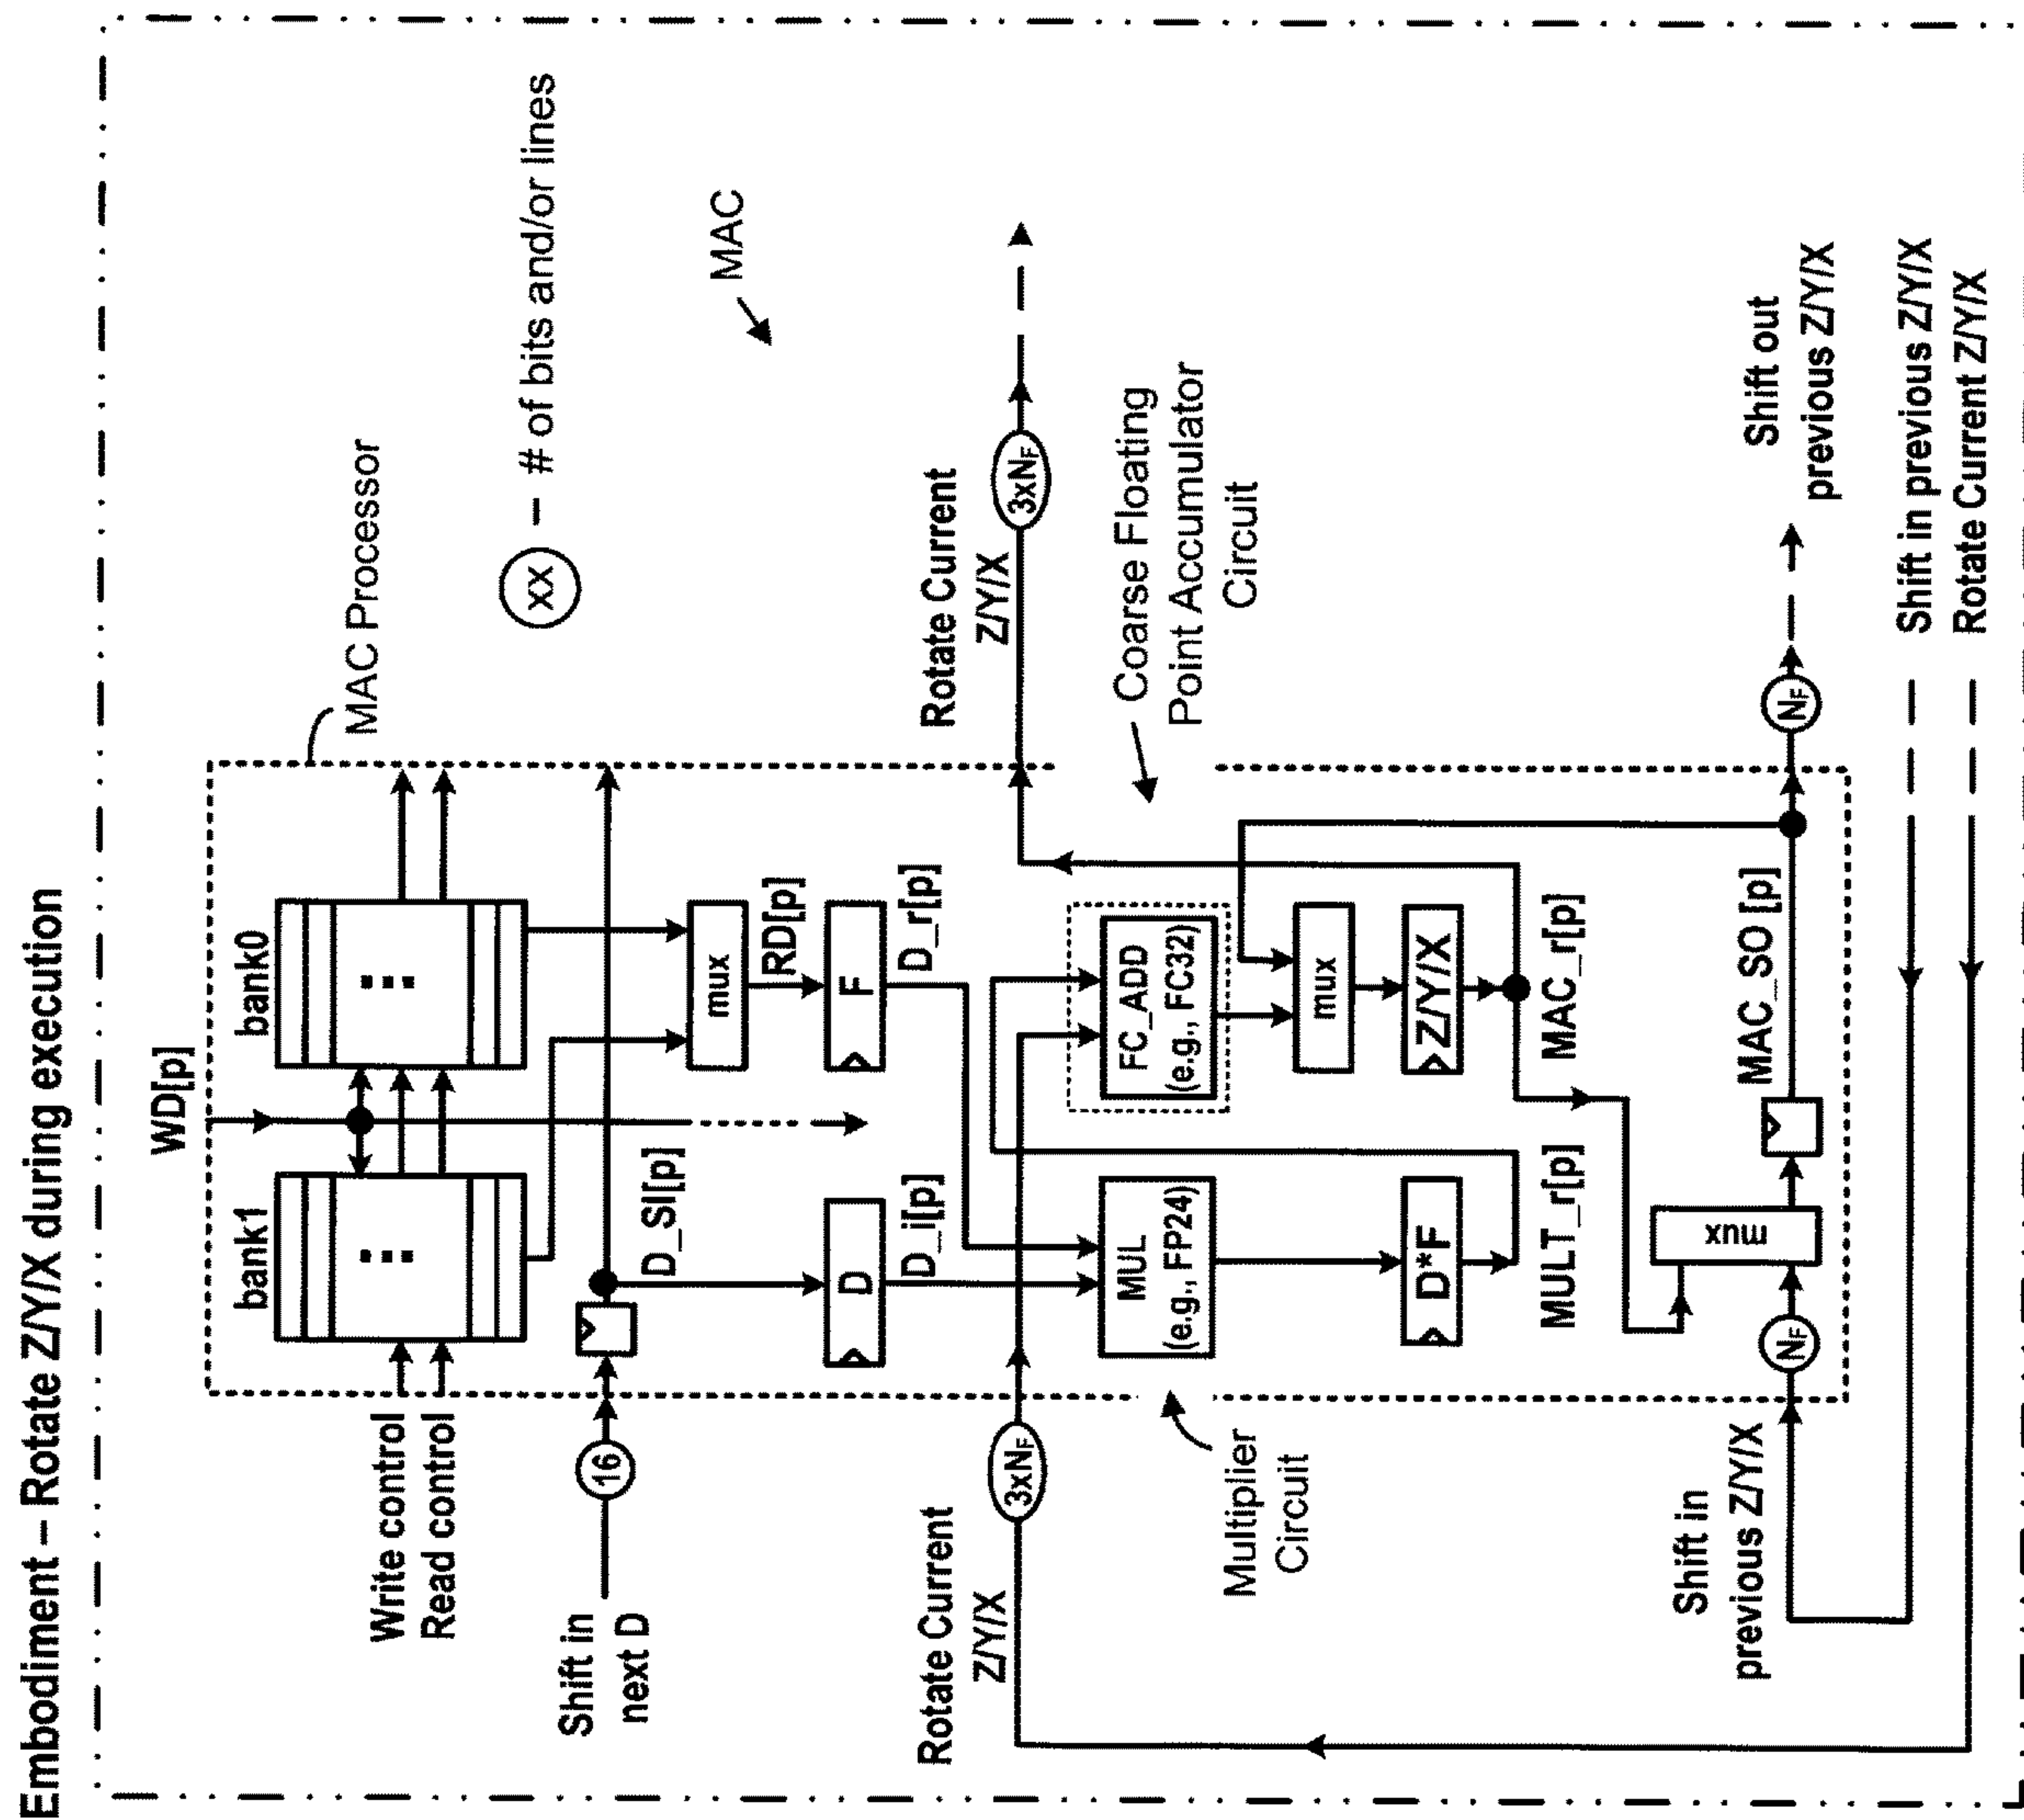 Embodiment – Rotate Z/Y/X during execution
WD[p]
bank1
bank0
MAC Processor
Write control
Read control
XX – # of bits and/or lines
Shift in
next D
16
D_SI[p]
mux
RD[p]
MAC
D
F
D_i[p]
D_r[p]
Rotate Current
Z/Y/X
3xNF
Rotate Current
Z/Y/X
3xNF
MUL
(e.g., FP24)
FC_ADD
(e.g., FC32)
Coarse Floating
Point Accumulator
Circuit
Multiplier
Circuit
mux
D*F
Z/Y/X
MULT_r[p]
MAC_r[p]
Shift in
previous Z/Y/X
NF
mux
MAC_SO [p]
NF
Shift out
previous Z/Y/X
Shift in previous Z/Y/X
Rotate Current Z/Y/X